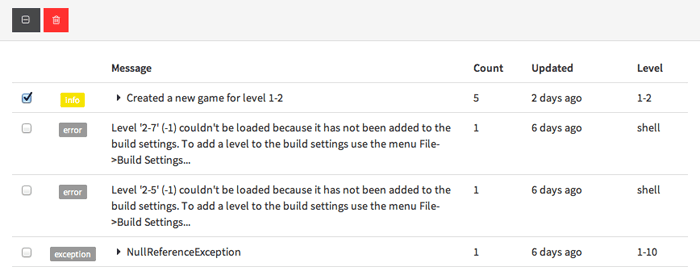 Message Count Updated Level
info Created a new game for level 1-2 5 2 days ago 1-2
error Level '2-7' (-1) couldn't be loaded because it has not been added to the 1 6 days ago shell
build settings. To add a level to the build settings use the menu File-
>Build Settings...
error Level '2-5' (-1) couldn't be loaded because it has not been added to the 1 6 days ago shell
build settings. To add a level to the build settings use the menu File-
>Build Settings...
exception NullReferenceException 1 6 days ago 1-10